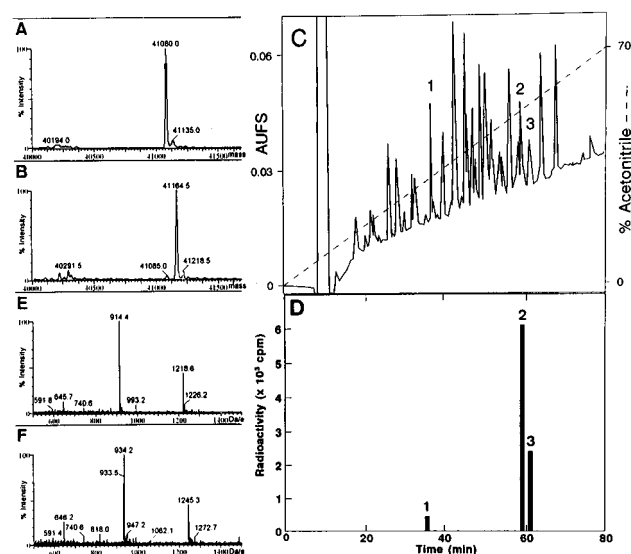 A
% Intensity
100
41080.0
41135.0
40194.0
40000 40500 41000 41500 mass
B
% Intensity
100
41164.5
41218.5
41085.0
40291.5
40000 40500 41000 41500 mass
E
% Intensity
100
914.4
1218.6
1226.2
591.8
645.7
740.6
993.2
600 800 1000 1200 Da/e
F
% Intensity
100
934.2
933.5
1245.3
646.2
591.4
740.6
818.0
947.2
1062.1
1272.7
600 800 1000 1200 Da/e
C
AUFS
0.06
0.03
0
1
2
3
70
0
% Acetonitrile
D
Radioactivity (x 10³ cpm)
6
5
4
3
2
1
0
1
2
3
0 20 40 60 80
Time (min)